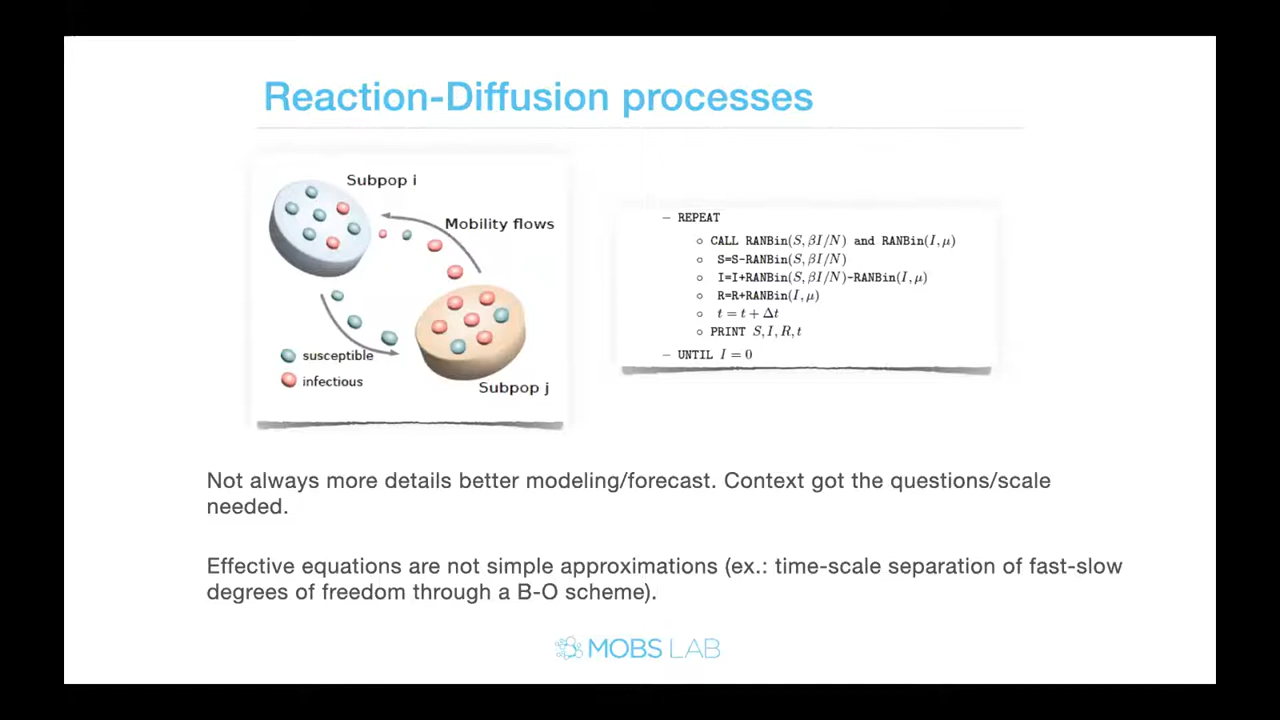 Reaction-Diffusion processes
Subpop i
Mobility flows
susceptible
infectious
Subpop j
– REPEAT
○ CALL RANBin(S, βI/N) and RANBin(I, μ)
○ S=S-RANBin(S, βI/N)
○ I=I+RANBin(S, βI/N)-RANBin(I, μ)
○ R=R+RANBin(I, μ)
○ t = t + Δt
○ PRINT S, I, R, t
– UNTIL I = 0
Not always more details better modeling/forecast. Context got the questions/scale
needed.
Effective equations are not simple approximations (ex.: time-scale separation of fast-slow
degrees of freedom through a B-O scheme).
MOBS LAB